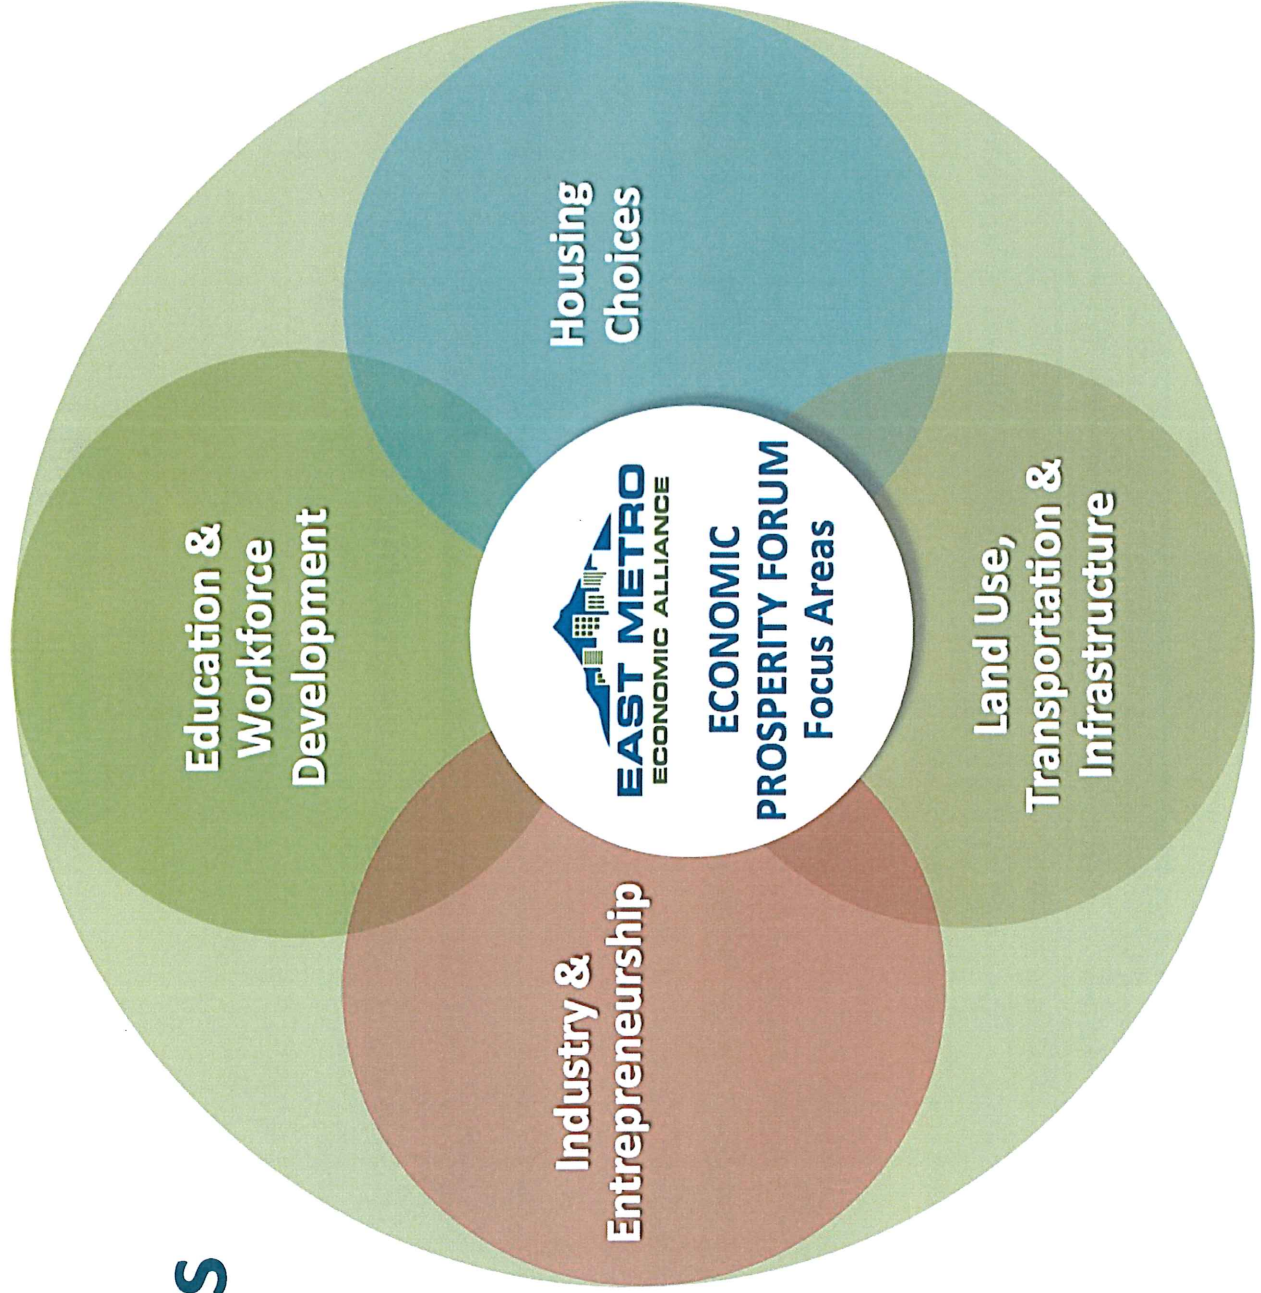 s
Education &
Workforce
Development
Industry &
Entrepreneurship
EAST METRO
ECONOMIC ALLIANCE
ECONOMIC
PROSPERITY FORUM
Focus Areas
Housing
Choices
Land Use,
Transportation &
Infrastructure